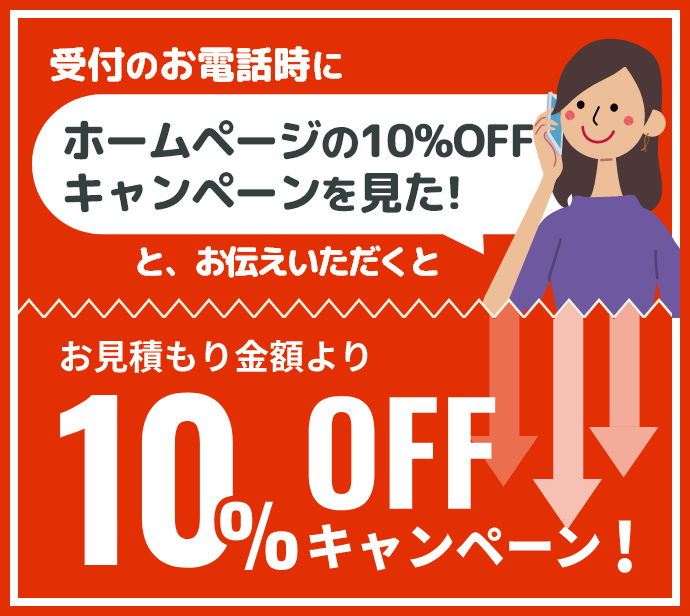 受付のお電話時に
ホームページの10%OFF
キャンペーンを見た!
と、お伝えいただくと
お見積もり金額より
10% OFF
キャンペーン!